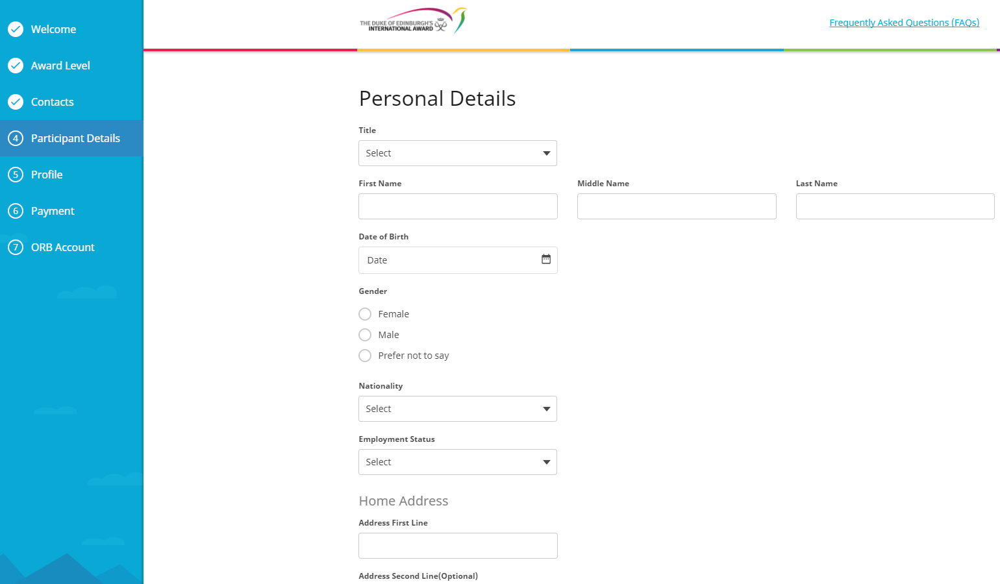 Welcome
Award Level
Contacts
4 Participant Details
5 Profile
6 Payment
7 ORB Account
THE DUKE OF EDINBURGH'S
INTERNATIONAL AWARD
Frequently Asked Questions (FAQs)
Personal Details
Title
Select
First Name
Middle Name
Last Name
Date of Birth
Date
Gender
Female
Male
Prefer not to say
Nationality
Select
Employment Status
Select
Home Address
Address First Line
Address Second Line(Optional)